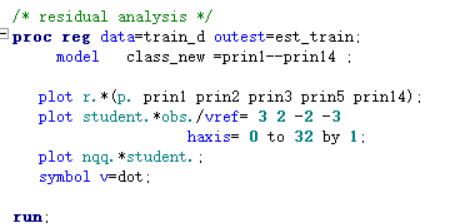 /* residual analysis */
proc reg data=train_d outest=est_train;
model class_new =prin1--prin14 ;
plot r.*(p. prin1 prin2 prin3 prin5 prin14);
plot student.*obs./vref= 3 2 -2 -3
haxis= 0 to 32 by 1;
plot nqq.*student.;
symbol v=dot;
run;